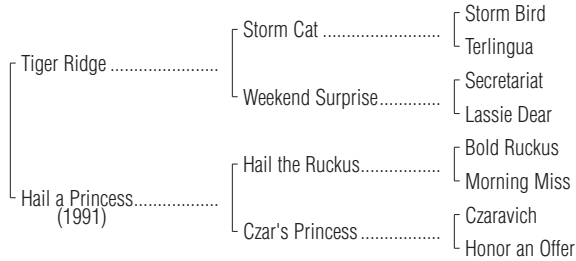 Storm Bird
Storm Cat
Terlingua
Tiger Ridge
Secretariat
Weekend Surprise
Lassie Dear
Bold Ruckus
Hail the Ruckus
Morning Miss
Hail a Princess
(1991)
Czaravich
Czar's Princess
Honor an Offer